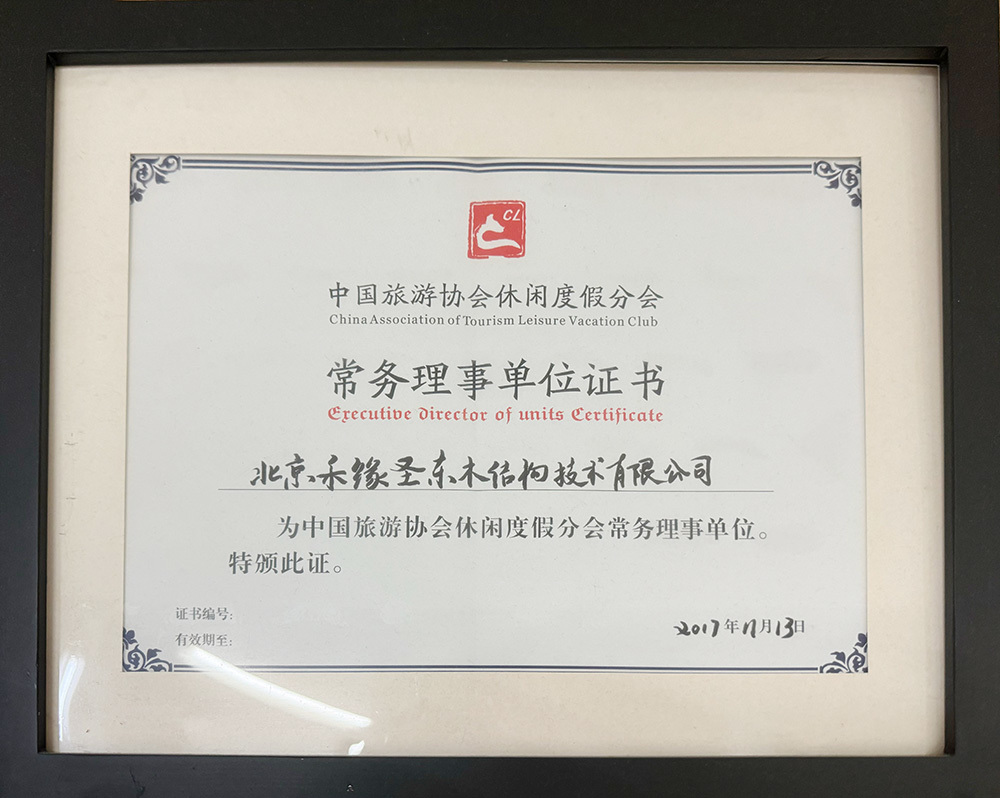 CL
中国旅游协会休闲度假分会
China Association of Tourism Leisure Vacation Club
常务理事单位证书
Executive director of units Certificate
北京禾缘圣东木结构技术有限公司
为中国旅游协会休闲度假分会常务理事单位。
特颁此证。
证书编号:
有效期至:
2017年11月13日